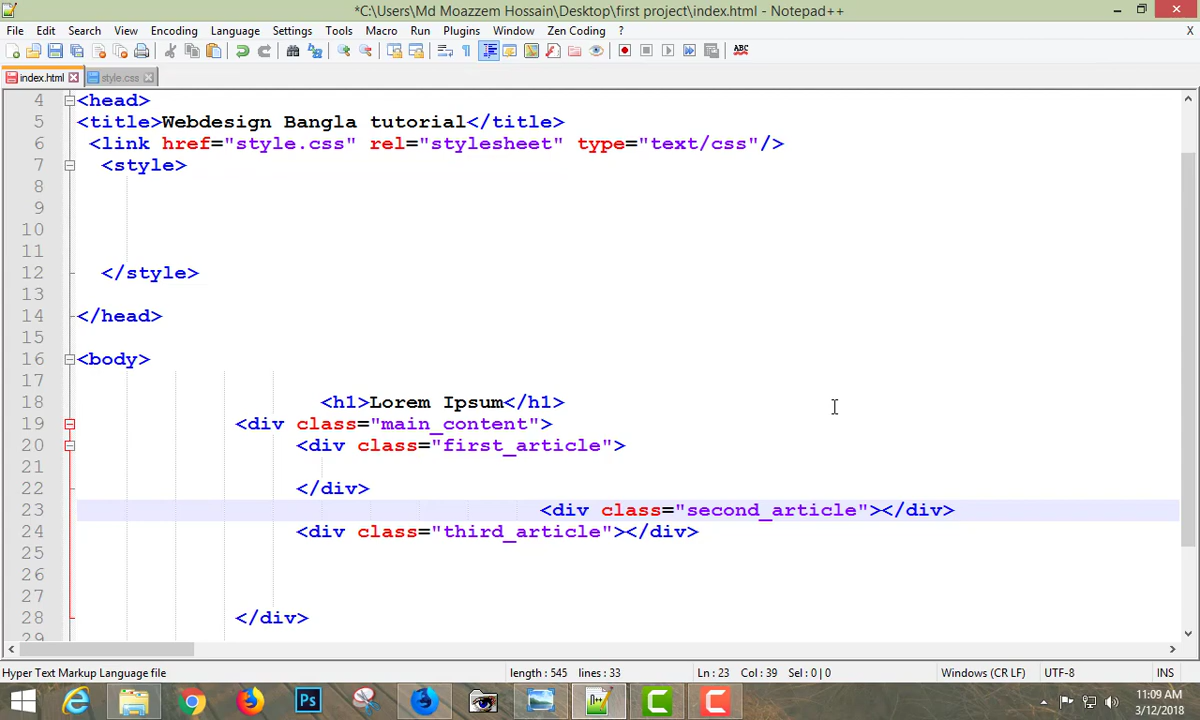 *C:\Users\Md Moazzem Hossain\Desktop\first project\index.html - Notepad++
File Edit Search View Encoding Language Settings Tools Macro Run Plugins Window Zen Coding ? X
ABC
index.html style.css
4 <head>
5 <title>Webdesign Bangla tutorial</title>
6 <link href="style.css" rel="stylesheet" type="text/css"/>
7 <style>
8
9
10
11
12 </style>
13
14 </head>
15
16 <body>
17
18 <h1>Lorem Ipsum</h1>
19 <div class="main_content">
20 <div class="first_article">
21
22 </div>
23 <div class="second_article"></div>
24 <div class="third_article"></div>
25
26
27
28 </div>
29
Hyper Text Markup Language file length : 545 lines : 33 Ln : 23 Col : 39 Sel : 0 | 0 Windows (CR LF) UTF-8 INS
Ps
11:09 AM
3/12/2018